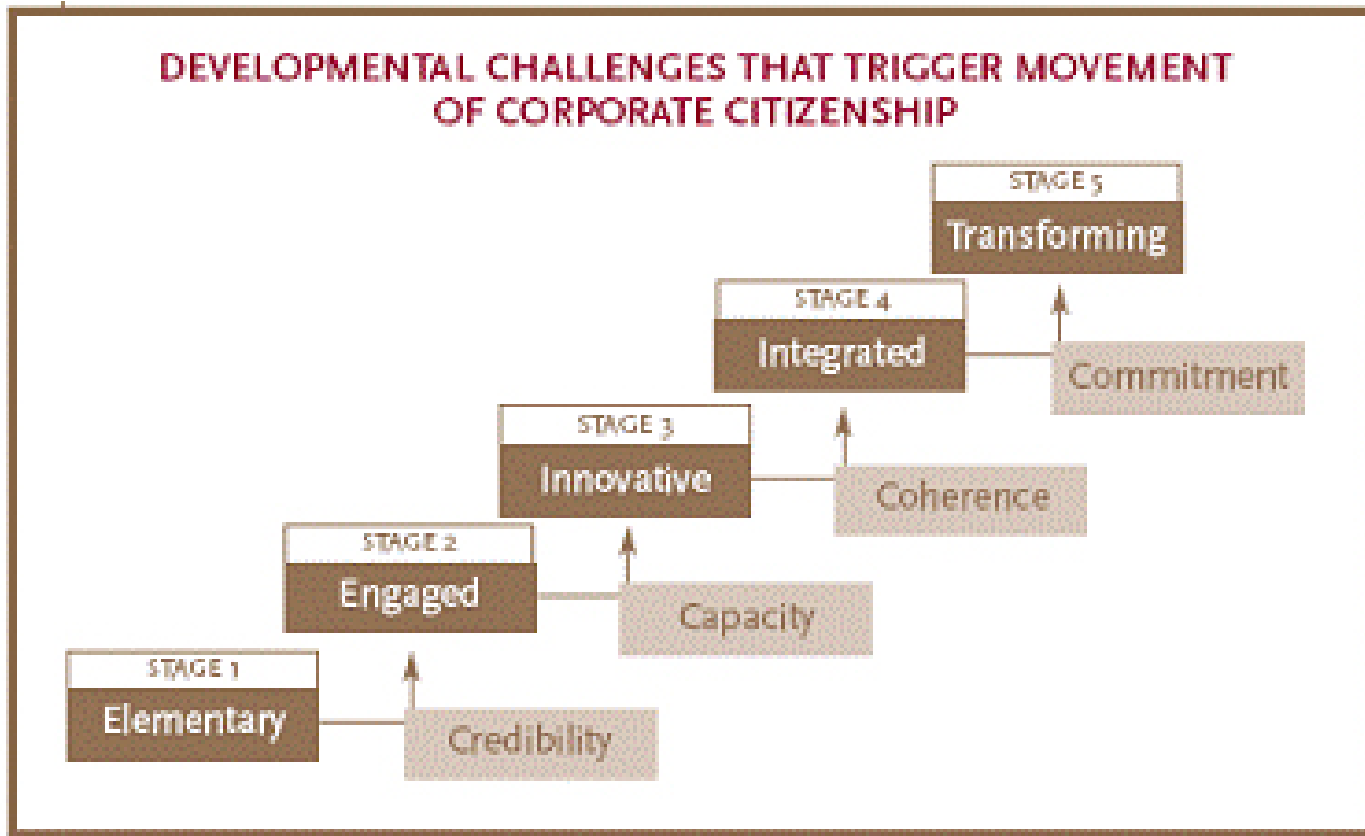 DEVELOPMENTAL CHALLENGES THAT TRIGGER MOVEMENT
OF CORPORATE CITIZENSHIP
STAGE 5
Transforming
STAGE 4
Integrated
Commitment
STAGE 3
Innovative
Coherence
STAGE 2
Engaged
Capacity
STAGE 1
Elementary
Credibility